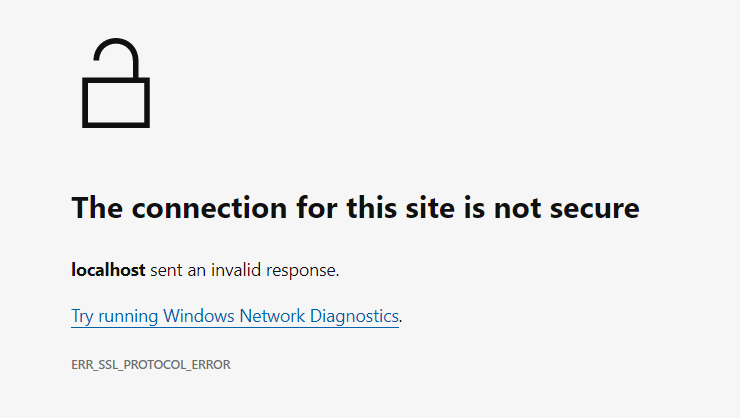 The connection for this site is not secure
localhost sent an invalid response.
Try running Windows Network Diagnostics.
ERR_SSL_PROTOCOL_ERROR